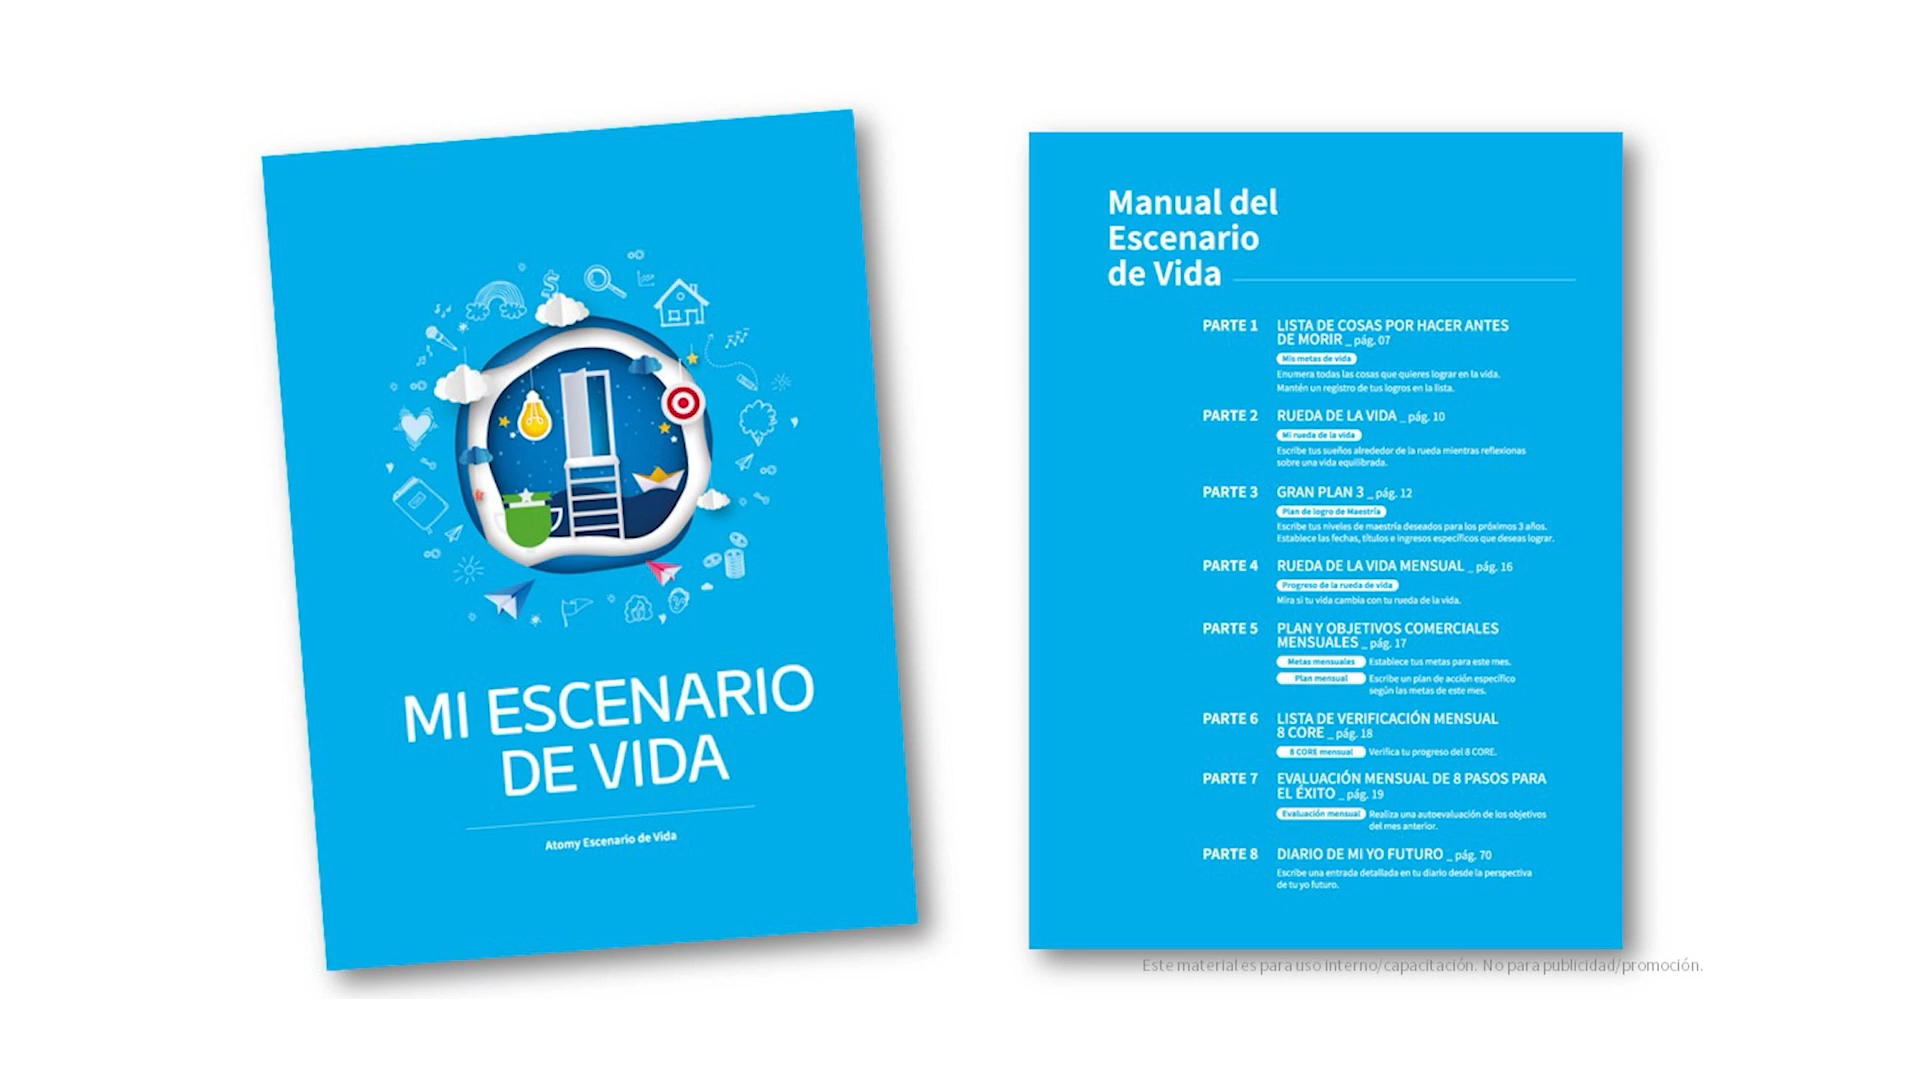 MI ESCENARIO
DE VIDA
Atomy Escenario de Vida
Manual del
Escenario
de Vida
PARTE 1 LISTA DE COSAS POR HACER ANTES
DE MORIR _ pág. 07
Mis metas de vida
Enumera todas las cosas que quieres lograr en la vida.
Mantén un registro de tus logros en la lista.
PARTE 2 RUEDA DE LA VIDA _ pág. 10
Mi rueda de la vida
Escribe tus sueños alrededor de la rueda mientras reflexionas
sobre una vida equilibrada.
PARTE 3 GRAN PLAN 3 _ pág. 12
Plan de logro de Maestría
Escribe tus niveles de maestría deseados para los próximos 3 años.
Establece las fechas, títulos e ingresos específicos que deseas lograr.
PARTE 4 RUEDA DE LA VIDA MENSUAL _ pág. 16
Progreso de la rueda de vida
Mira si tu vida cambia con tu rueda de la vida.
PARTE 5 PLAN Y OBJETIVOS COMERCIALES
MENSUALES _ pág. 17
Metas mensuales Establece tus metas para este mes.
Plan mensual Escribe un plan de acción específico
según las metas de este mes.
PARTE 6 LISTA DE VERIFICACIÓN MENSUAL
8 CORE _ pág. 18
8 CORE mensual Verifica tu progreso del 8 CORE.
PARTE 7 EVALUACIÓN MENSUAL DE 8 PASOS PARA
EL ÉXITO _ pág. 19
Evaluación mensual Realiza una autoevaluación de los objetivos
del mes anterior.
PARTE 8 DIARIO DE MI YO FUTURO _ pág. 70
Escribe una entrada detallada en tu diario desde la perspectiva
de tu yo futuro.
Este material es para uso interno/capacitación. No para publicidad/promoción.